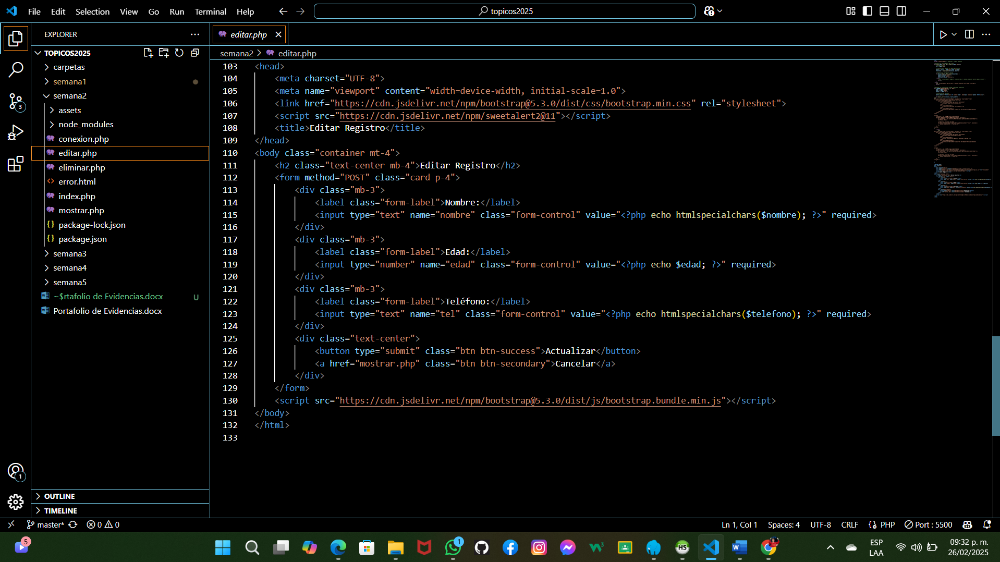 File Edit Selection View Go Run Terminal Help
topicos2025
EXPLORER
TOPICOS2025
carpetas
semana1
semana2
assets
node_modules
conexion.php
editar.php
eliminar.php
error.html
index.php
mostrar.php
package-lock.json
package.json
semana3
semana4
semana5
~$rtafolio de Evidencias.docx U
Portafolio de Evidencias.docx
OUTLINE
TIMELINE
3
1
editar.php
semana2 > editar.php
103 <head>
104 <meta charset="UTF-8">
105 <meta name="viewport" content="width=device-width, initial-scale=1.0">
106 <link href="https://cdn.jsdelivr.net/npm/bootstrap@5.3.0/dist/css/bootstrap.min.css" rel="stylesheet">
107 <script src="https://cdn.jsdelivr.net/npm/sweetalert2@11"></script>
108 <title>Editar Registro</title>
109 </head>
110 <body class="container mt-4">
111 <h2 class="text-center mb-4">Editar Registro</h2>
112 <form method="POST" class="card p-4">
113 <div class="mb-3">
114 <label class="form-label">Nombre:</label>
115 <input type="text" name="nombre" class="form-control" value="<?php echo htmlspecialchars($nombre); ?>" required>
116 </div>
117 <div class="mb-3">
118 <label class="form-label">Edad:</label>
119 <input type="number" name="edad" class="form-control" value="<?php echo $edad; ?>" required>
120 </div>
121 <div class="mb-3">
122 <label class="form-label">Teléfono:</label>
123 <input type="text" name="tel" class="form-control" value="<?php echo htmlspecialchars($telefono); ?>" required>
124 </div>
125 <div class="text-center">
126 <button type="submit" class="btn btn-success">Actualizar</button>
127 <a href="mostrar.php" class="btn btn-secondary">Cancelar</a>
128 </div>
129 </form>
130 <script src="https://cdn.jsdelivr.net/npm/bootstrap@5.3.0/dist/js/bootstrap.bundle.min.js"></script>
131 </body>
132 </html>
133
master* 0 0
Ln 1, Col 1 Spaces: 4 UTF-8 CRLF PHP Port : 5500
5
1
HS
ESP
LAA
09:32 p. m.
26/02/2025